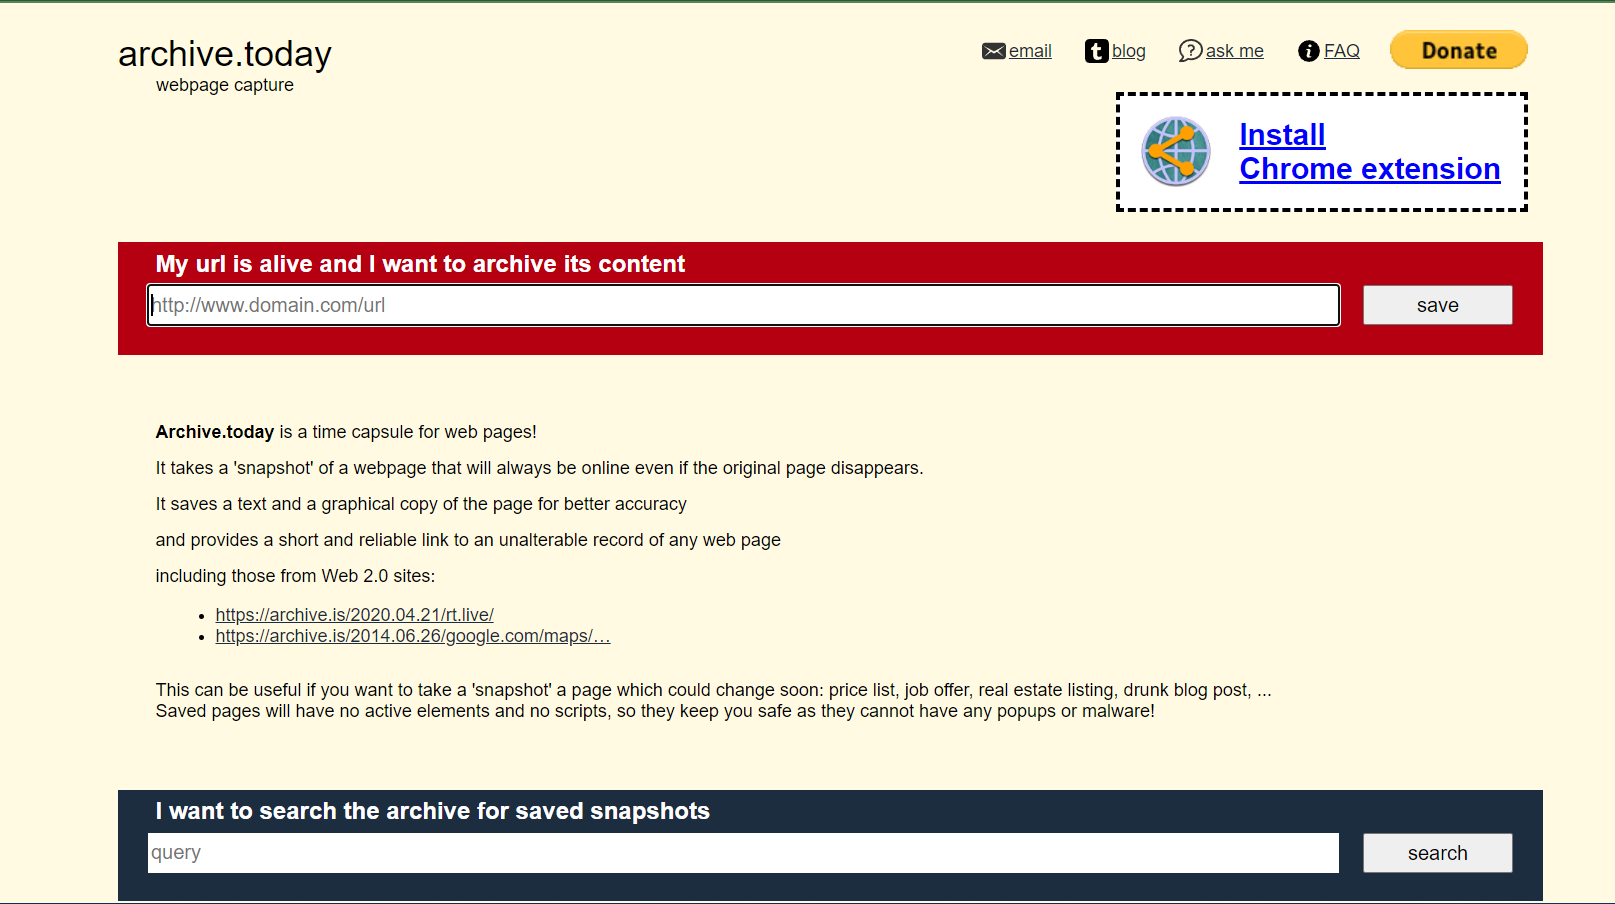 archive.today
webpage capture
email
blog
ask me
FAQ
Donate
Install
Chrome extension
My url is alive and I want to archive its content
http://www.domain.com/url
save
Archive.today is a time capsule for web pages!
It takes a 'snapshot' of a webpage that will always be online even if the original page disappears.
It saves a text and a graphical copy of the page for better accuracy
and provides a short and reliable link to an unalterable record of any web page
including those from Web 2.0 sites:
• https://archive.is/2020.04.21/rt.live/
• https://archive.is/2014.06.26/google.com/maps/…
This can be useful if you want to take a 'snapshot' a page which could change soon: price list, job offer, real estate listing, drunk blog post, ...
Saved pages will have no active elements and no scripts, so they keep you safe as they cannot have any popups or malware!
I want to search the archive for saved snapshots
query
search